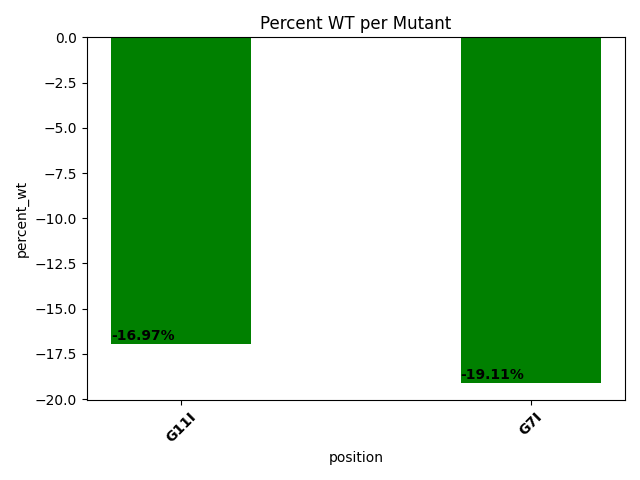 Percent WT per Mutant
0.0
−2.5
−5.0
−7.5
−10.0
−12.5
−15.0
−17.5
−20.0
percent_wt
-16.97%
-19.11%
G11I
G7I
position